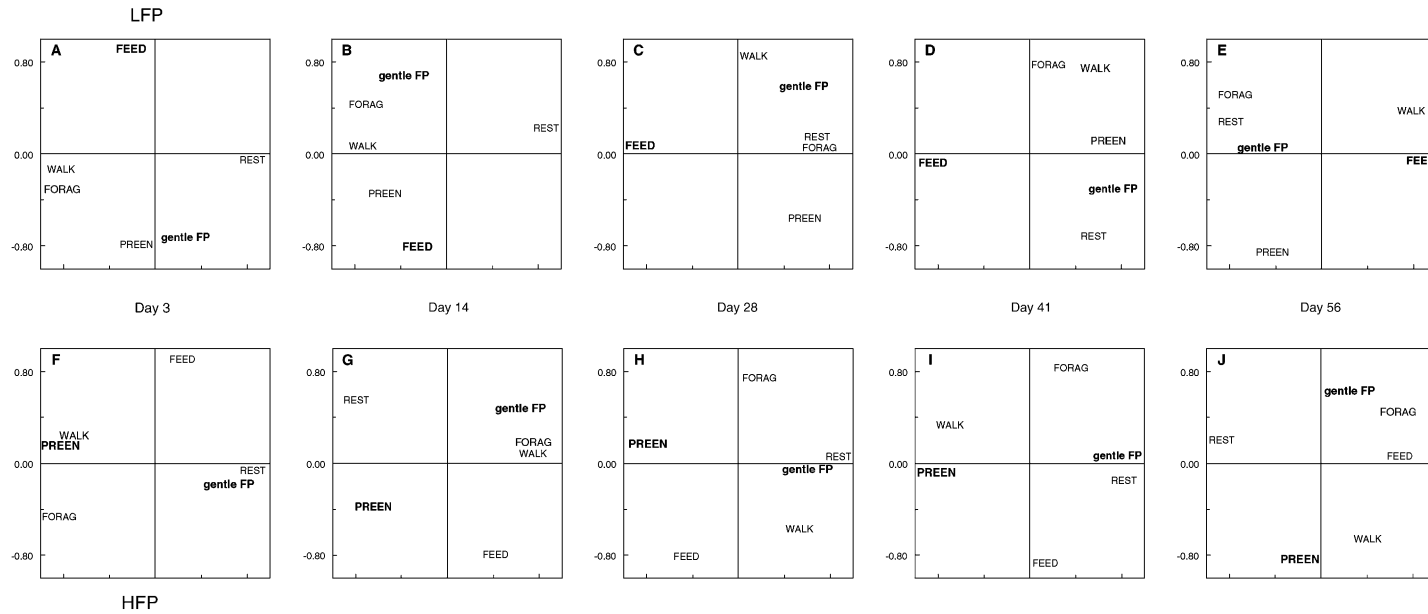 LFP
A FEED
0.80
0.00
-0.80
WALK
FORAG
REST
PREEN
gentle FP
B
0.80
0.00
-0.80
gentle FP
FORAG
WALK
REST
PREEN
FEED
C
0.80
0.00
-0.80
WALK
gentle FP
FEED
REST
FORAG
PREEN
D
0.80
0.00
-0.80
FORAG WALK
PREEN
FEED
gentle FP
REST
E
0.80
0.00
-0.80
FORAG
WALK
REST
gentle FP
FEE
PREEN
Day 3 Day 14 Day 28 Day 41 Day 56
F FEED
0.80
0.00
-0.80
WALK
PREEN
REST
gentle FP
FORAG
G
0.80
0.00
-0.80
REST
gentle FP
FORAG
WALK
PREEN
FEED
H
0.80
0.00
-0.80
FORAG
PREEN
REST
gentle FP
WALK
FEED
I
0.80
0.00
-0.80
FORAG
WALK
gentle FP
PREEN
REST
FEED
J
0.80
0.00
-0.80
gentle FP
FORAG
REST
FEED
WALK
PREEN
HFP